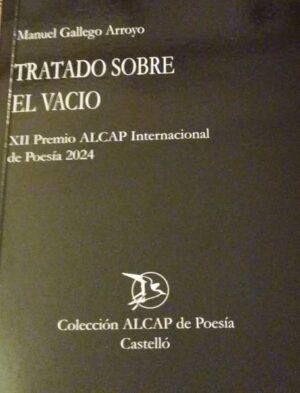 Manuel Gallego Arroyo
TRATADO SOBRE
EL VACIO
XII Premio ALCAP Internacional
de Poesía 2024
Colección ALCAP de Poesía
Castelló